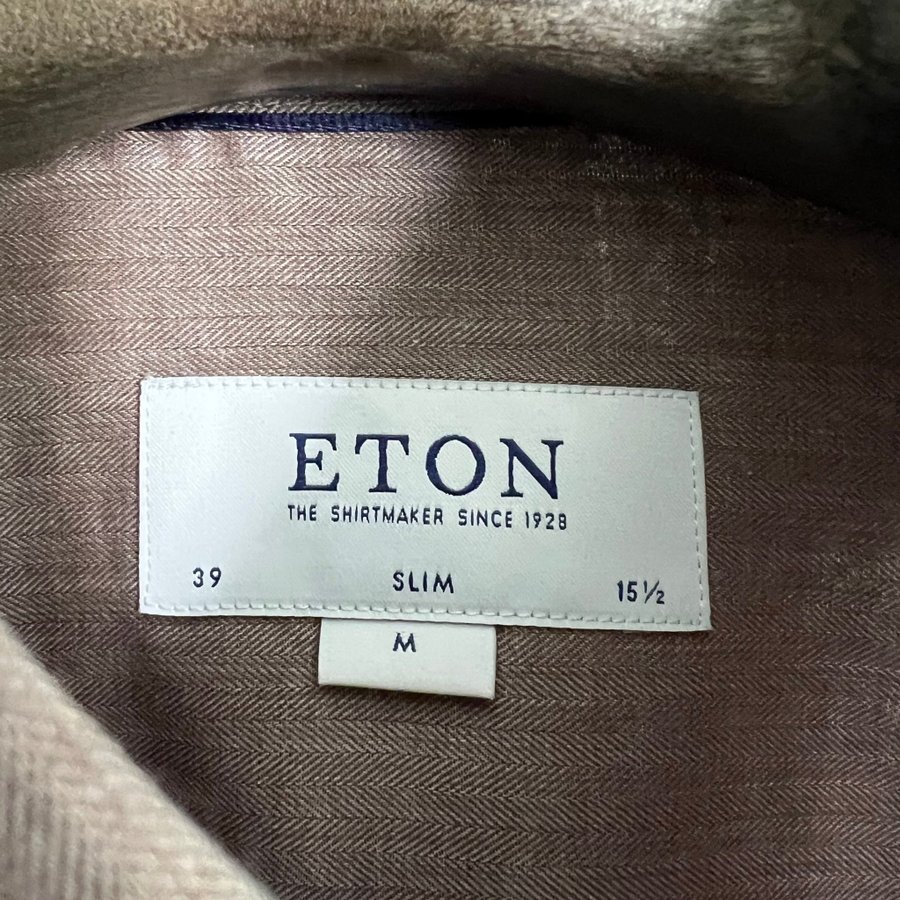 ETON
THE SHIRTMAKER SINCE 1928
39 SLIM 15½
M